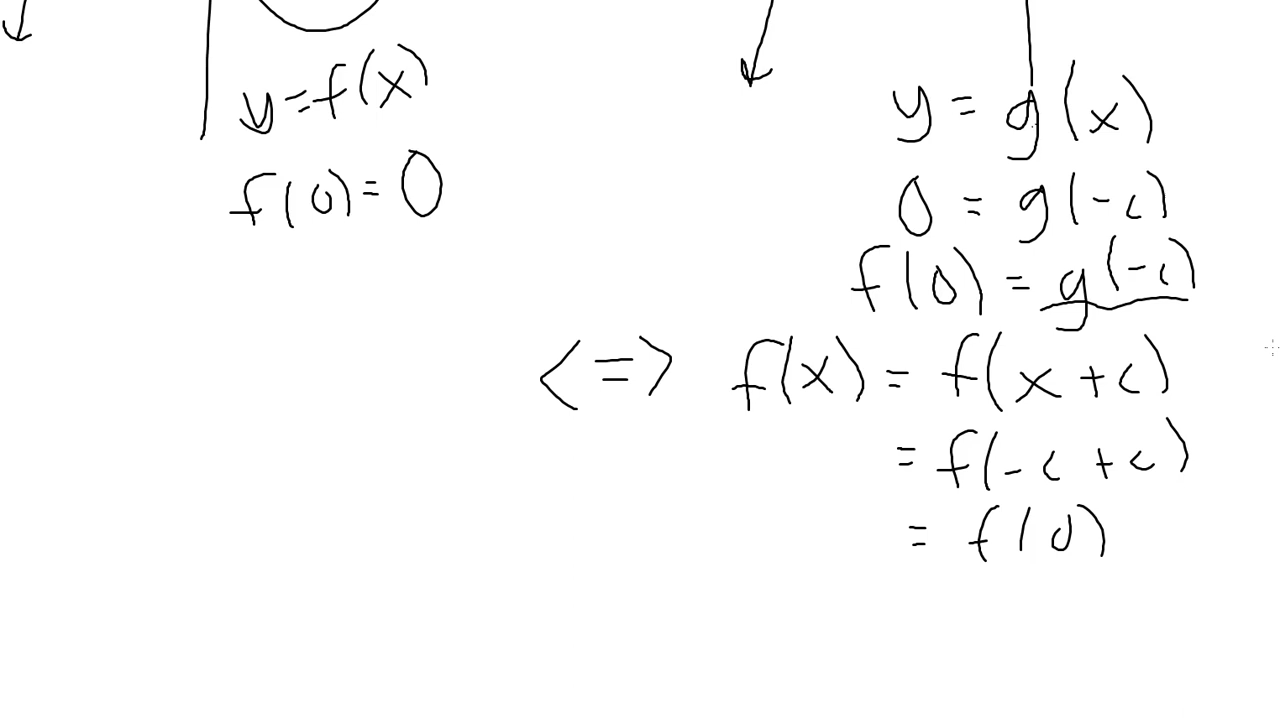 y = f(x)
f(0) = 0
y = g(x)
0 = g(-c)
f(0) = g(-c)
<=> f(x) = f(x + c)
= f(-c + c)
= f(0)